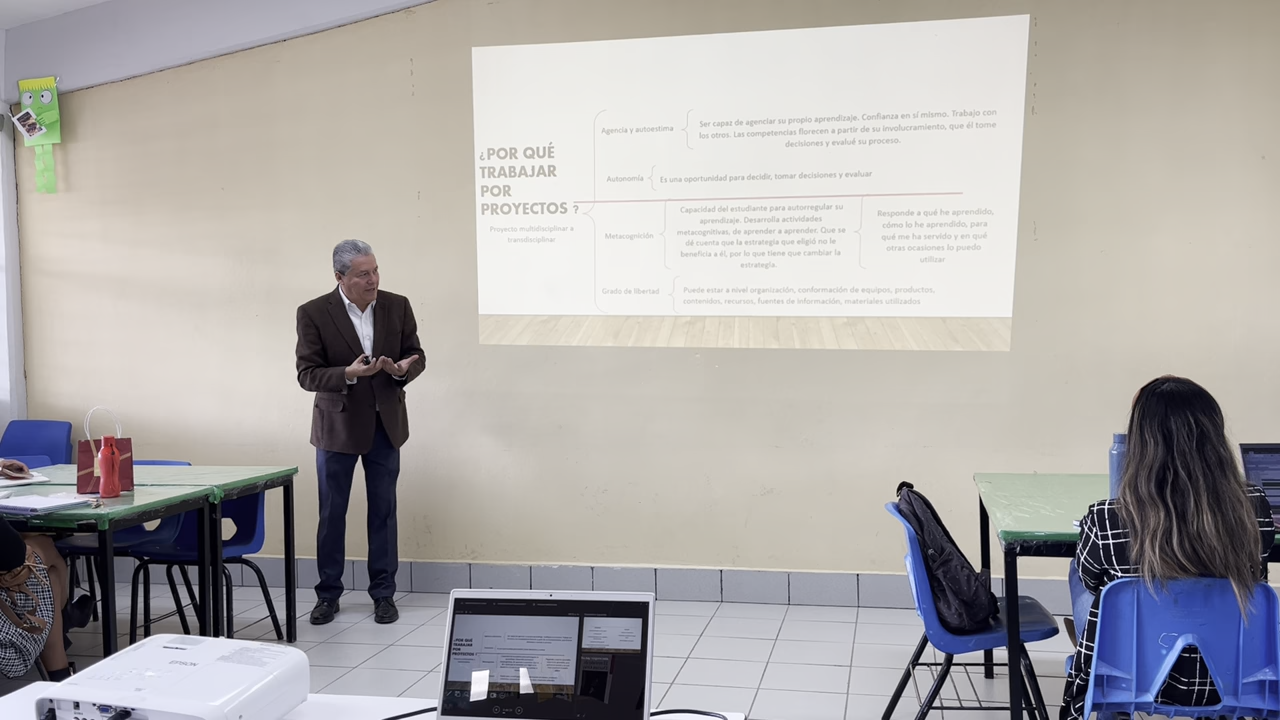 ¿POR QUÉ
TRABAJAR
POR
PROYECTOS ?
Proyecto multidisciplinar a
transdisciplinar
Agencia y autoestima
Ser capaz de agenciar su propio aprendizaje. Confianza en sí mismo. Trabajo con
los otros. Las competencias florecen a partir de su involucramiento, que él tome
decisiones y evalué su proceso.
Autonomía
Es una oportunidad para decidir, tomar decisiones y evaluar
Metacognición
Capacidad del estudiante para autorregular su
aprendizaje. Desarrolla actividades
metacognitivas, de aprender a aprender. Que se
dé cuenta que la estrategia que eligió no le
beneficia a él, por lo que tiene que cambiar la
estrategia.
Responde a qué he aprendido,
cómo lo he aprendido, para
qué me ha servido y en qué
otras ocasiones lo puedo
utilizar
Grado de libertad
Puede estar a nivel organización, conformación de equipos, productos,
contenidos, recursos, fuentes de información, materiales utilizados
EPSON
¿POR QUÉ
TRABAJAR
POR
PROYECTOS ?